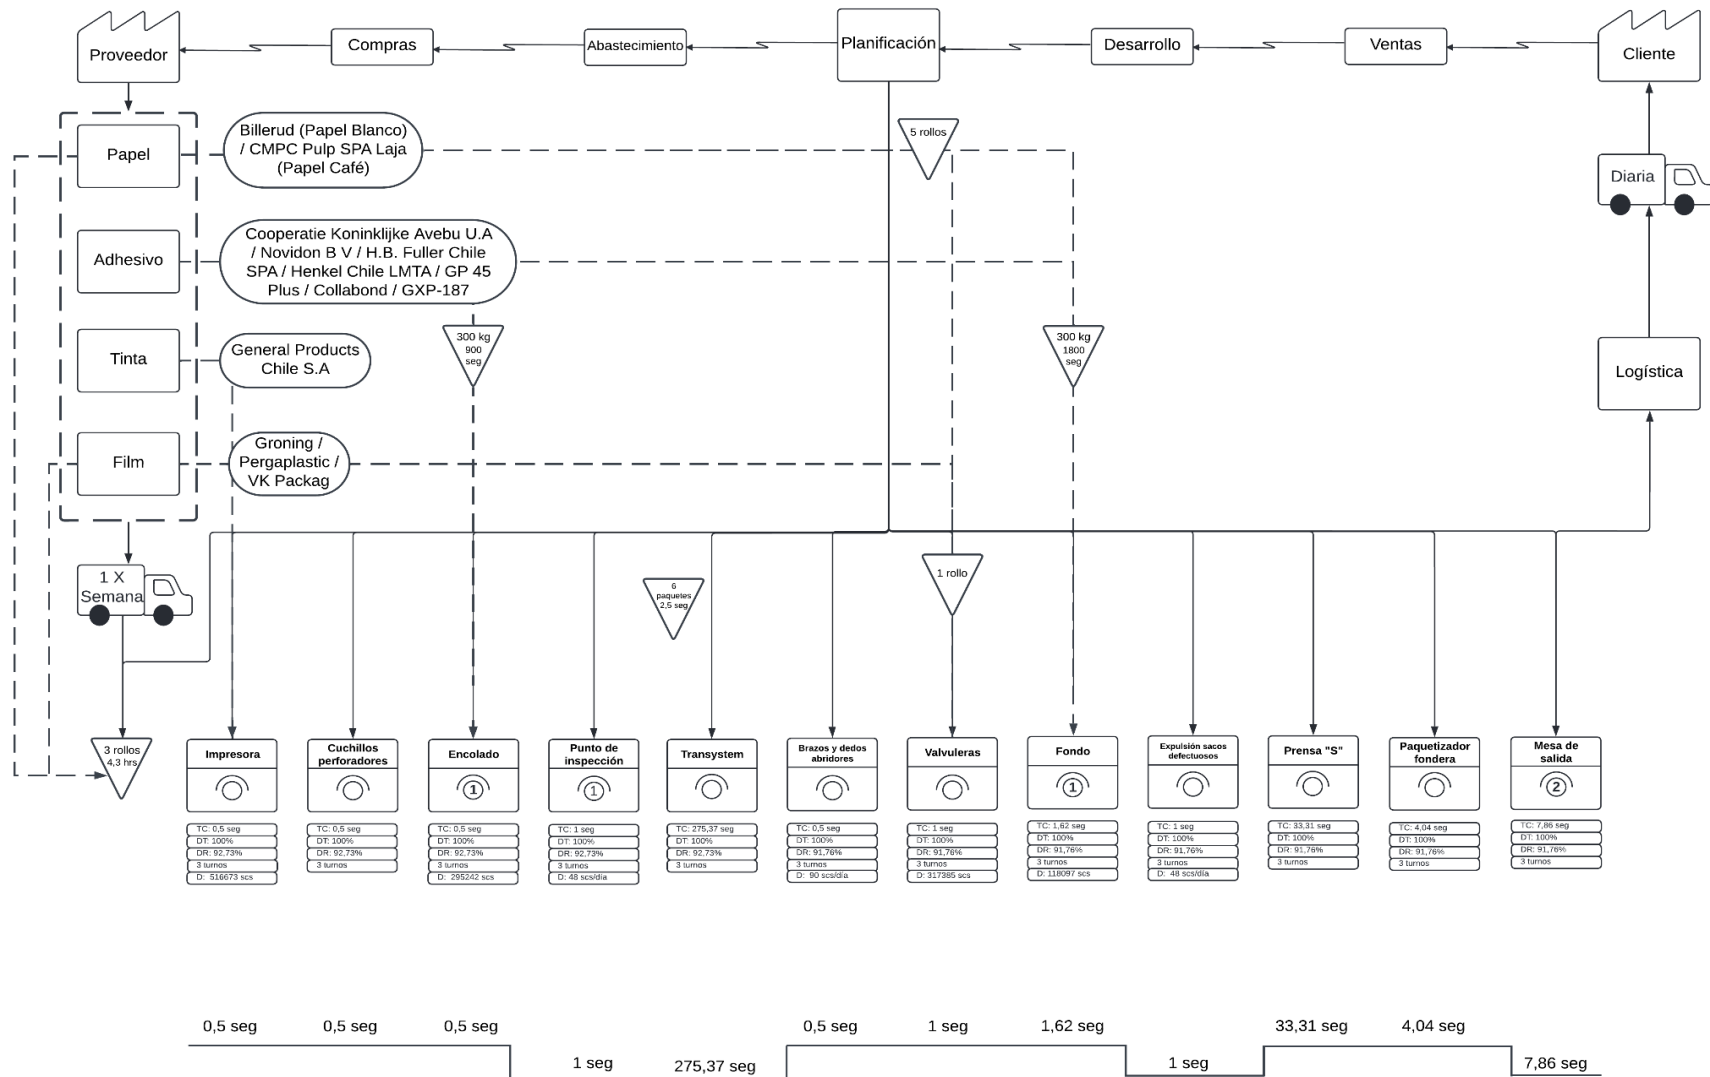 Proveedor
Compras
Abastecimiento
Planificación
Desarrollo
Ventas
Cliente
Papel
Billerud (Papel Blanco)
/ CMPC Pulp SPA Laja
(Papel Café)
5 rollos
Diaria
Adhesivo
Cooperatie Koninklijke Avebu U.A
/ Novidon B V / H.B. Fuller Chile
SPA / Henkel Chile LMTA / GP 45
Plus / Collabond / GXP-187
Tinta
General Products
Chile S.A
300 kg
900
seg
300 kg
1800
seg
Logística
Film
Groning /
Pergaplastic /
VK Packag
1 X
Semana
6
paquetes
2,5 seg
1 rollo
3 rollos
4,3 hrs
Impresora
TC: 0,5 seg
DT: 100%
DR: 92,73%
3 turnos
D: 516673 scs
Cuchillos
perforadores
TC: 0,5 seg
DT: 100%
DR: 92,73%
3 turnos
Encolado
1
TC: 0,5 seg
DT: 100%
DR: 92,73%
3 turnos
D: 295242 scs
Punto de
inspección
1
TC: 1 seg
DT: 100%
DR: 92,73%
3 turnos
D: 48 scs/día
Transystem
TC: 275,37 seg
DT: 100%
DR: 92,73%
3 turnos
Brazos y dedos
abridores
TC: 0,5 seg
DT: 100%
DR: 91,76%
3 turnos
D: 90 scs/día
Valvuleras
TC: 1 seg
DT: 100%
DR: 91,76%
3 turnos
D: 317385 scs
Fondo
1
TC: 1,62 seg
DT: 100%
DR: 91,76%
3 turnos
D: 118097 scs
Expulsión sacos
defectuosos
TC: 1 seg
DT: 100%
DR: 91,76%
3 turnos
D: 48 scs/día
Prensa "S"
TC: 33,31 seg
DT: 100%
DR: 91,76%
3 turnos
Paquetizador
fondera
TC: 4,04 seg
DT: 100%
DR: 91,76%
3 turnos
Mesa de
salida
2
TC: 7,86 seg
DT: 100%
DR: 91,76%
3 turnos
0,5 seg
0,5 seg
0,5 seg
1 seg
275,37 seg
0,5 seg
1 seg
1,62 seg
1 seg
33,31 seg
4,04 seg
7,86 seg